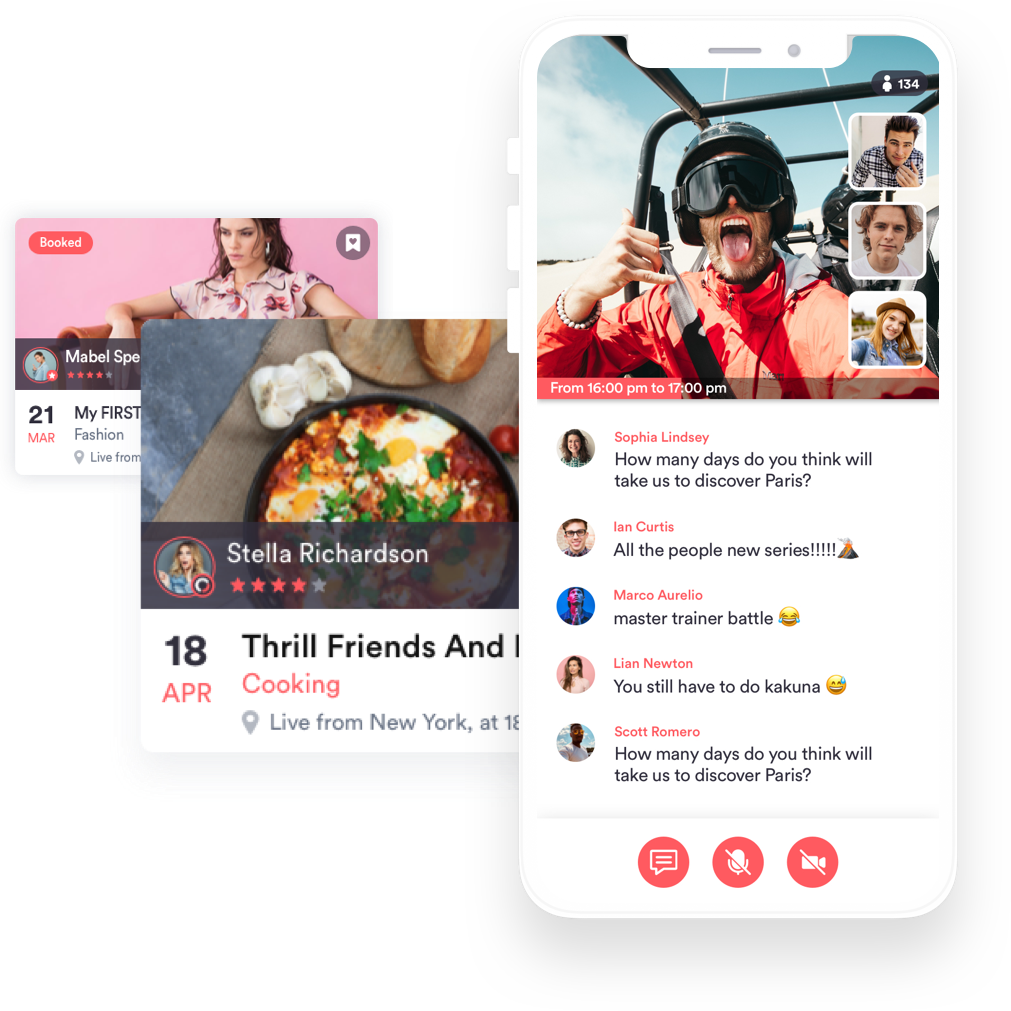 Booked
Mabel Spe
21
MAR
My FIRST
Fashion
Live from
Stella Richardson
18
APR
Thrill Friends And
Cooking
Live from New York, at 18
134
From 16:00 pm to 17:00 pm
Sophia Lindsey
How many days do you think will
take us to discover Paris?
Ian Curtis
All the people new series!!!!!🌋
Marco Aurelio
master trainer battle 😂
Lian Newton
You still have to do kakuna 😅
Scott Romero
How many days do you think will
take us to discover Paris?